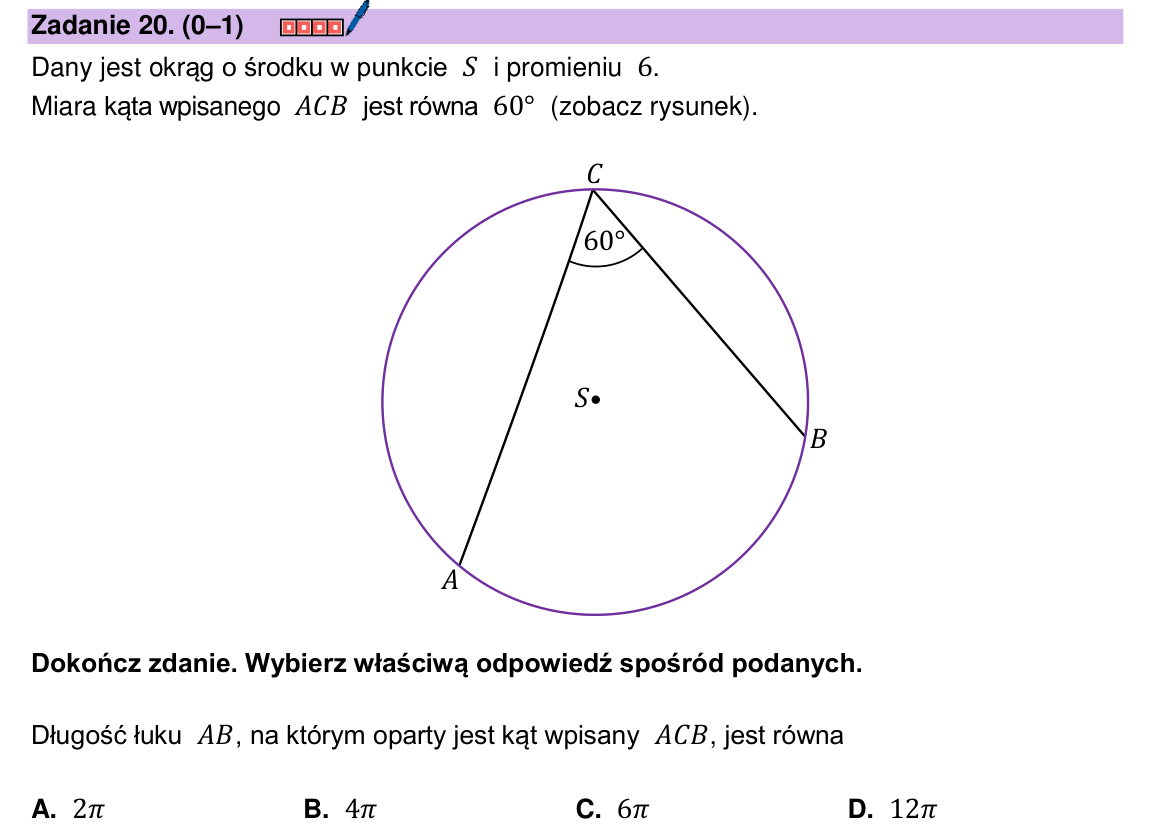 Zadanie 20. (0–1)
Dany jest okrąg o środku w punkcie S i promieniu 6.
Miara kąta wpisanego ACB jest równa 60° (zobacz rysunek).
C
60°
S
B
A
Dokończ zdanie. Wybierz właściwą odpowiedź spośród podanych.
Długość łuku AB, na którym oparty jest kąt wpisany ACB, jest równa
A. 2π B. 4π C. 6π D. 12π